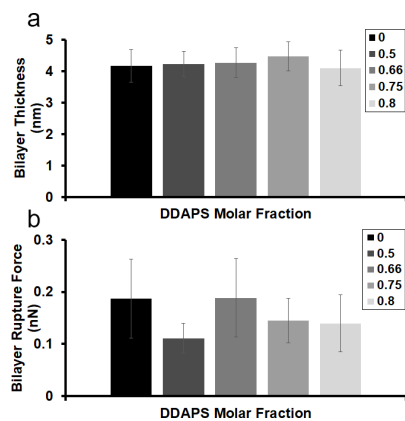 a
5
4
3
2
1
0
Bilayer Thickness
(nm)
0
0.5
0.66
0.75
0.8
DDAPS Molar Fraction
b
0.3
0.2
0.1
0
Bilayer Rupture Force
(nN)
0
0.5
0.66
0.75
0.8
DDAPS Molar Fraction